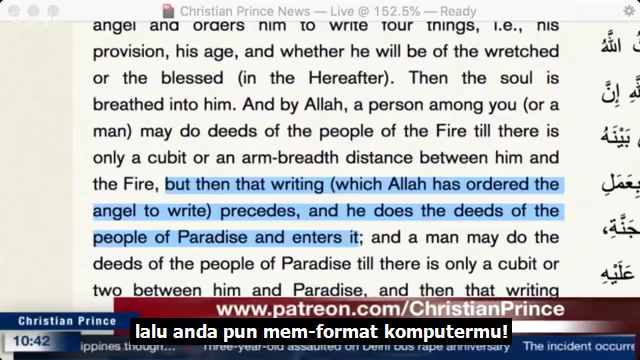 Christian Prince News — Live @ 152.5% — Ready
angel and orders him to write four things, i.e., his
provision, his age, and whether he will be of the wretched
or the blessed (in the Hereafter). Then the soul is
breathed into him. And by Allah, a person among you (or a
man) may do deeds of the people of the Fire till there is
only a cubit or an arm-breadth distance between him and
the Fire, but then that writing (which Allah has ordered the
angel to write) precedes, and he does the deeds of the
people of Paradise and enters it; and a man may do the
deeds of the people of Paradise till there is only a cubit or
two between him and Paradise, and then that writing
اللَّهُ
اللَّهِ إِنَّ
بَيْنَهُ
بِعَمَلِ
عَلَيْهِ
www.patreon.com/ChristianPrince
Christian Prince
lalu anda pun mem-format komputermu!
10:42
ippines though... Three-year-old assaulted on Delhi bus rape anniversary The incident occurre